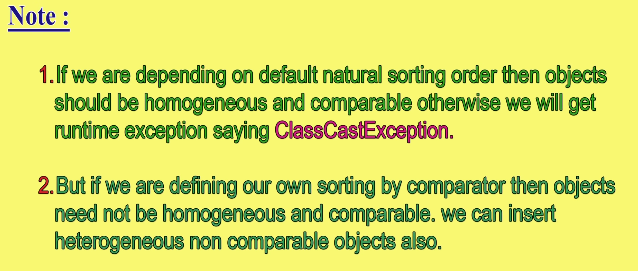 Note :
1.If we are depending on default natural sorting order then objects
should be homogeneous and comparable otherwise we will get
runtime exception saying ClassCastException.
2.But if we are defining our own sorting by comparator then objects
need not be homogeneous and comparable. we can insert
heterogeneous non comparable objects also.